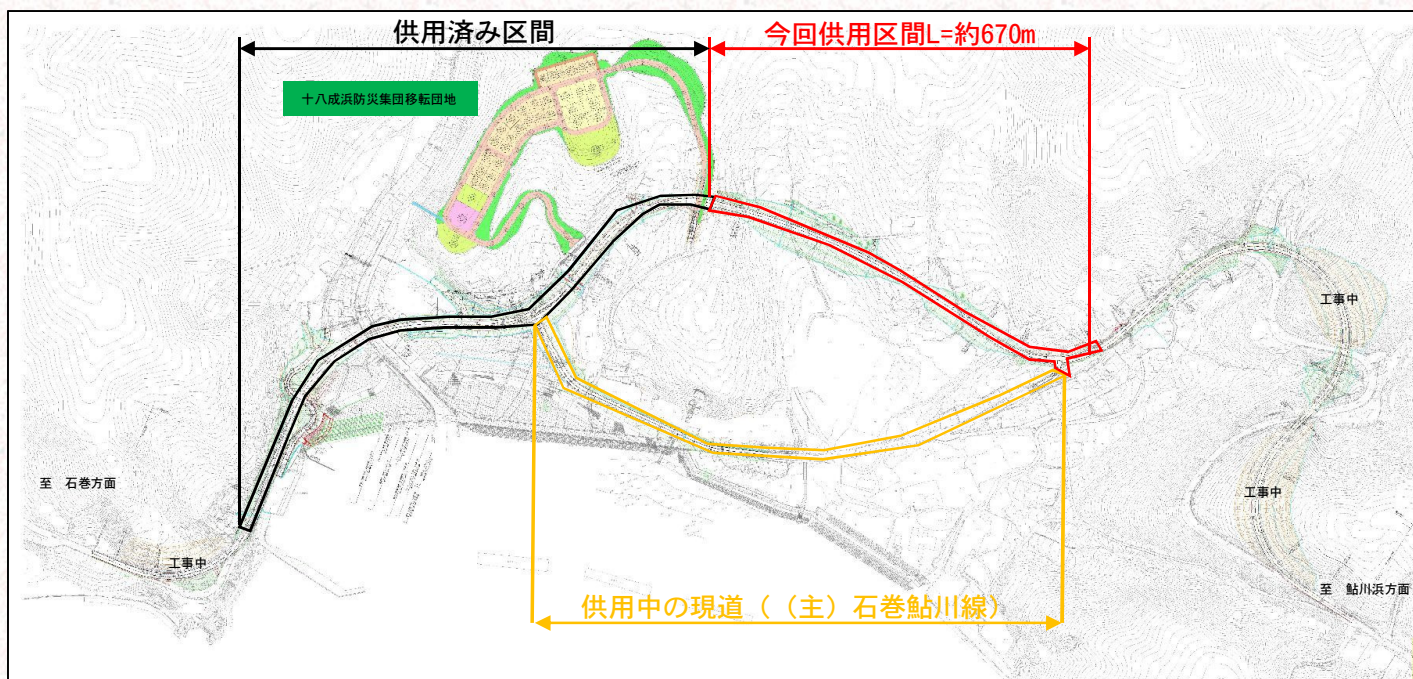 供用済み区間
今回供用区間L=約670m
十八成浜防災集団移転団地
工事中
至 石巻方面
工事中
工事中
至 鮎川浜方面
供用中の現道((主)石巻鮎川線)